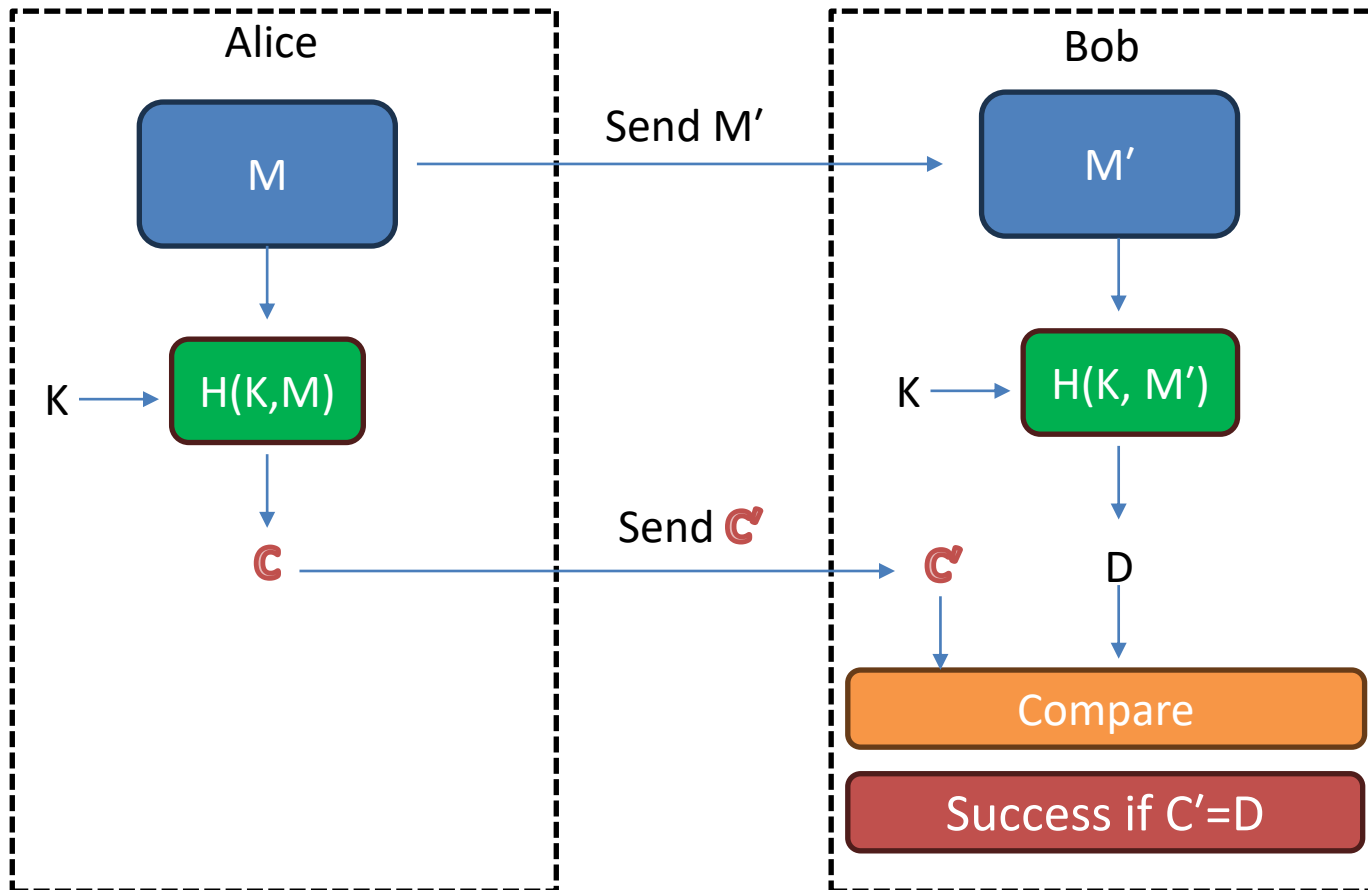 Alice
Bob
M
Send M′
M′
K
H(K,M)
K
H(K, M′)
C
Send C′
C′
D
Compare
Success if C′=D